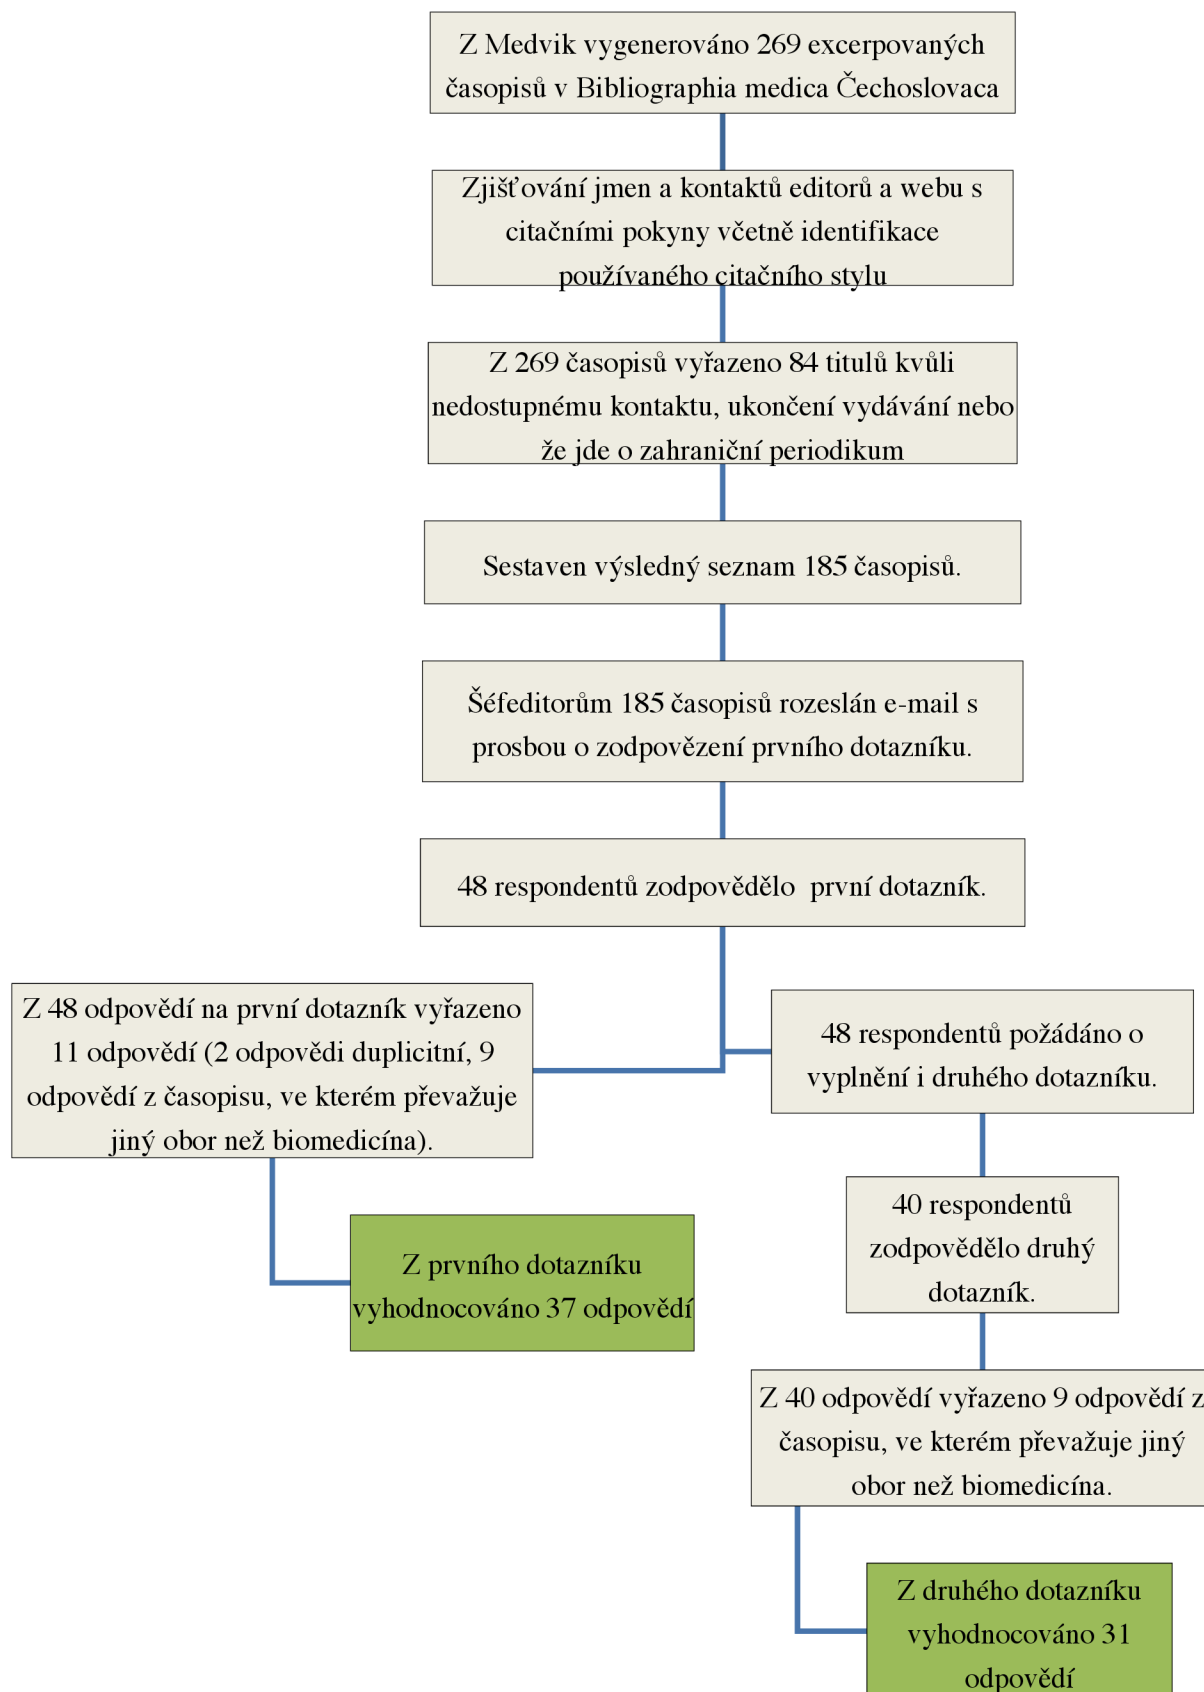 Z Medvik vygenerováno 269 excerpovaných
časopisů v Bibliographia medica Čechoslovaca
Zjišťování jmen a kontaktů editorů a webu s
citačními pokyny včetně identifikace
používaného citačního stylu
Z 269 časopisů vyřazeno 84 titulů kvůli
nedostupnému kontaktu, ukončení vydávání nebo
že jde o zahraniční periodikum
Sestaven výsledný seznam 185 časopisů.
Šéfeditorům 185 časopisů rozeslán e-mail s
prosbou o zodpovězení prvního dotazníku.
48 respondentů zodpovědělo  první dotazník.
Z 48 odpovědí na první dotazník vyřazeno
11 odpovědí (2 odpovědi duplicitní, 9
odpovědí z časopisu, ve kterém převažuje
jiný obor než biomedicína).
Z prvního dotazníku
vyhodnocováno 37 odpovědí
48 respondentů požádáno o
vyplnění i druhého dotazníku.
40 respondentů
zodpovědělo druhý
dotazník.
Z 40 odpovědí vyřazeno 9 odpovědí z
časopisu, ve kterém převažuje jiný
obor než biomedicína.
Z druhého dotazníku
vyhodnocováno 31
odpovědí